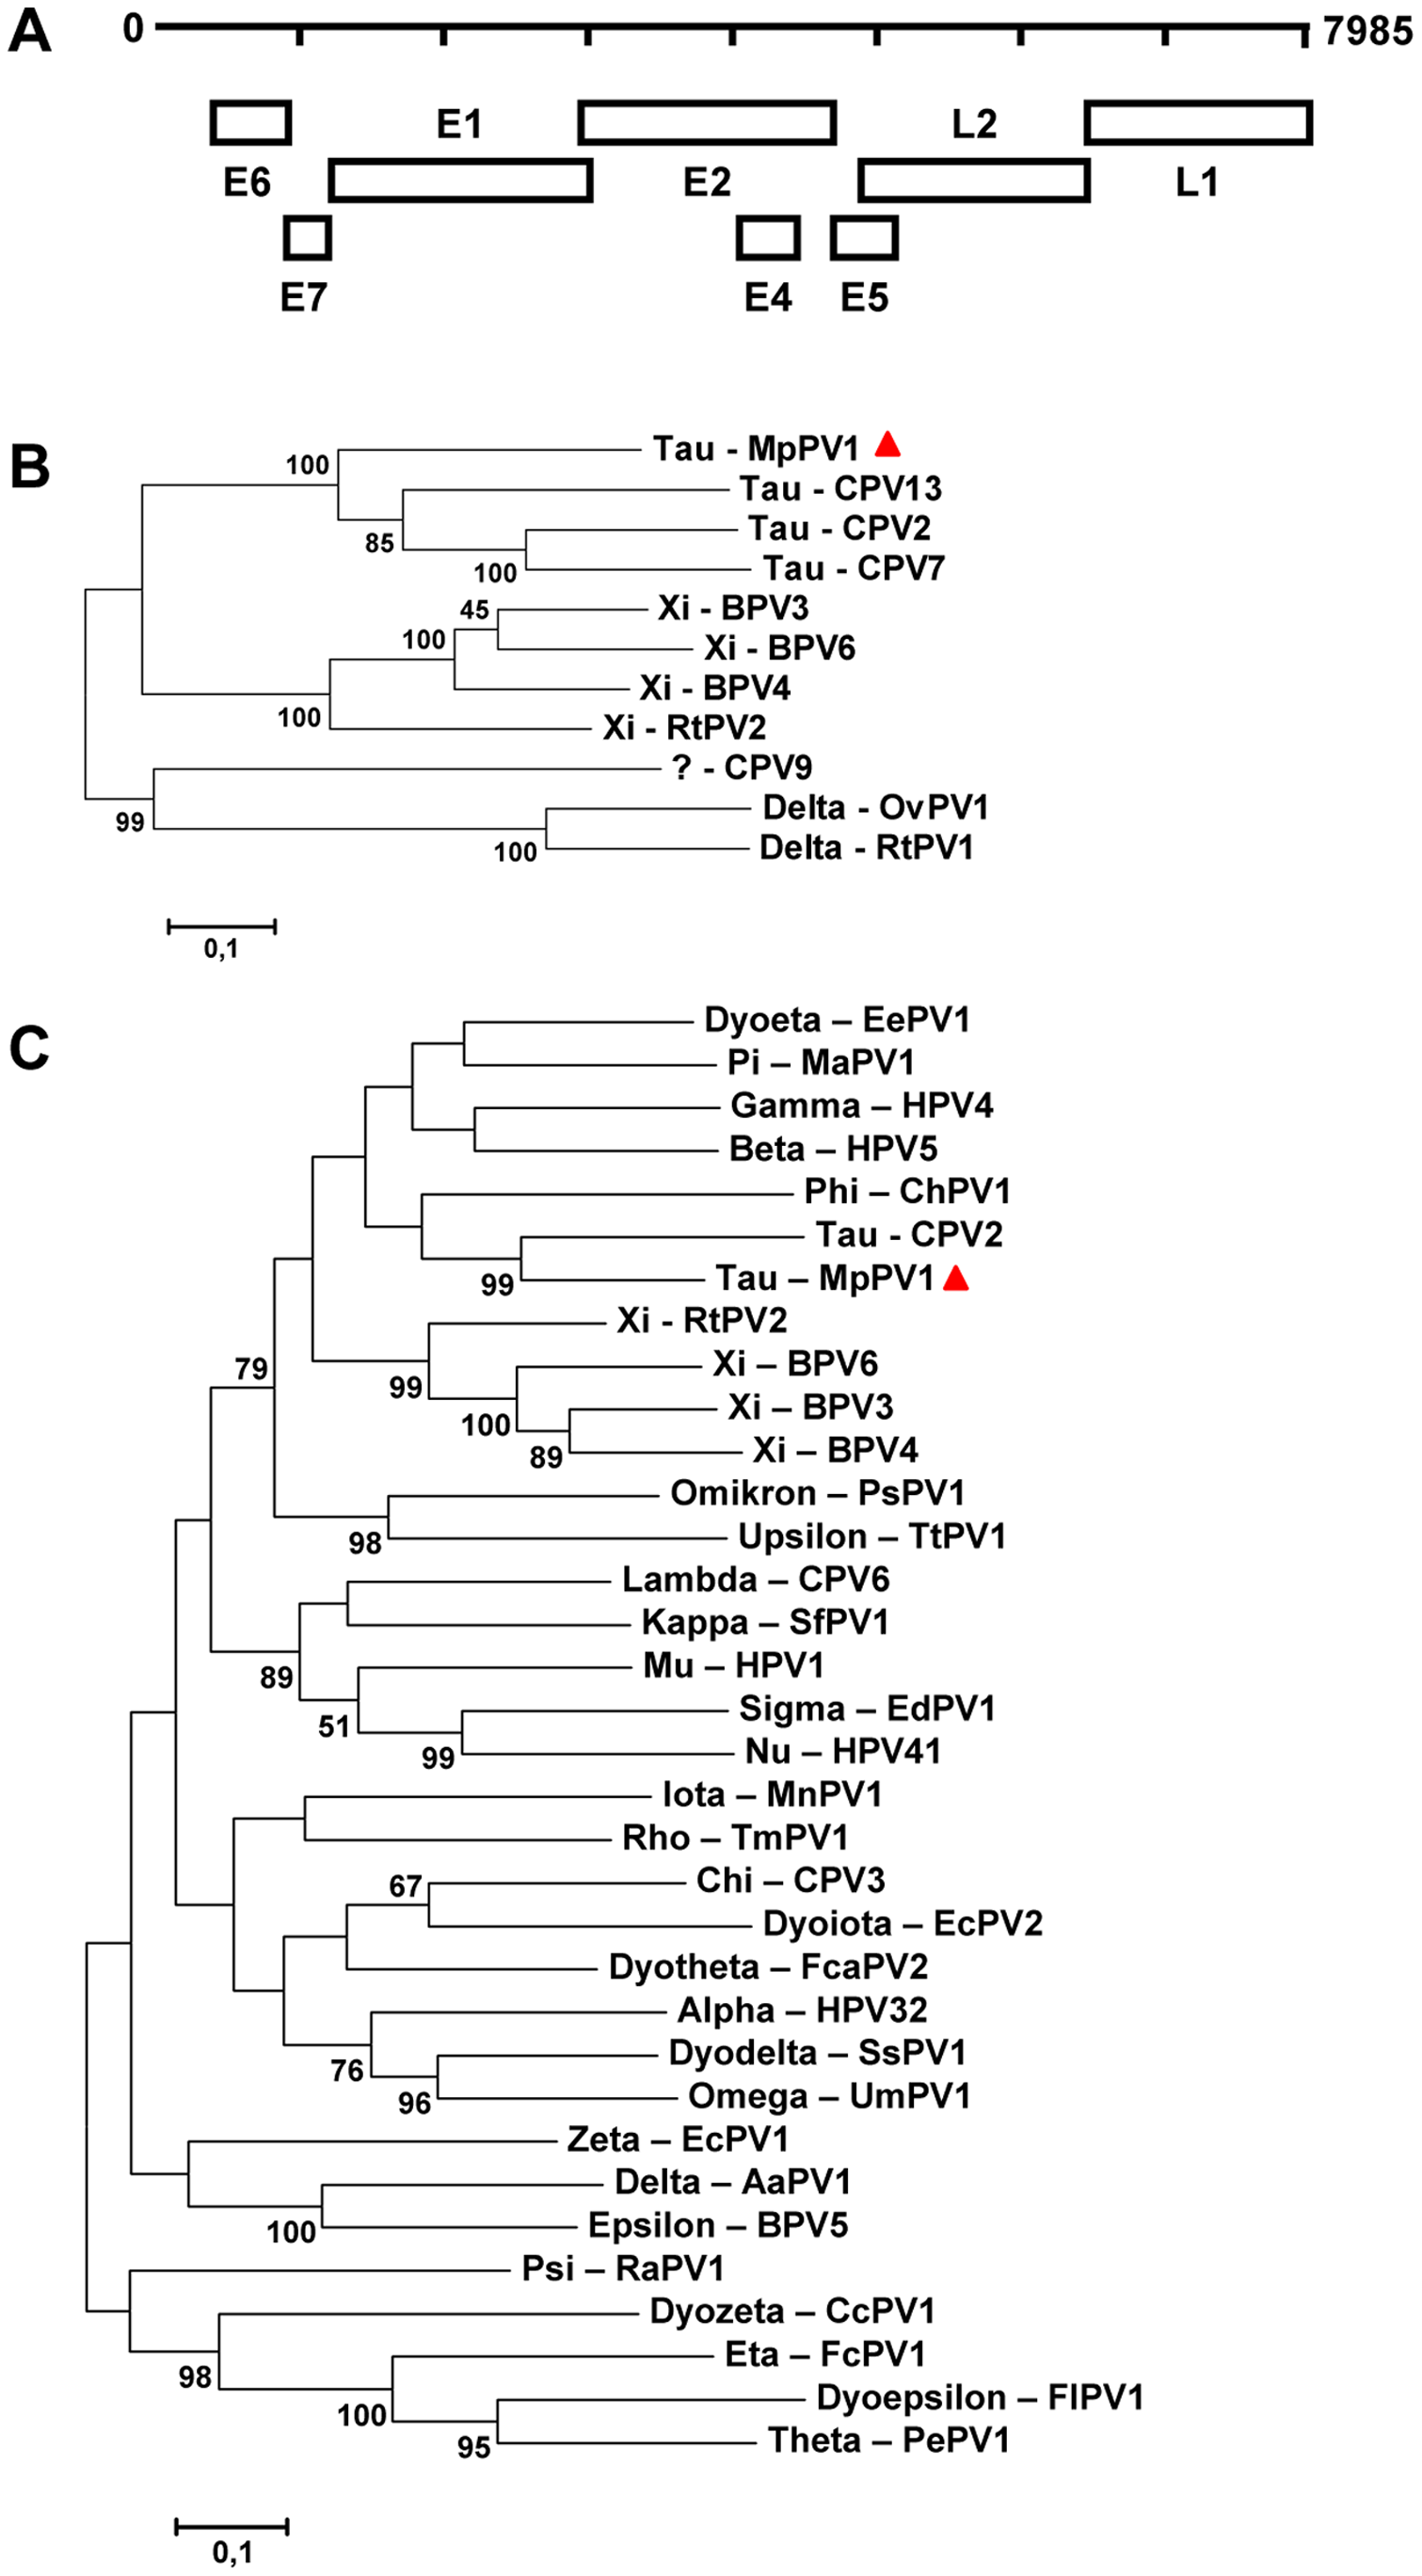 A
0
7985
E1
L2
E6
E2
L1
E7
E4
E5
B
Tau - MpPV1
100
Tau - CPV13
Tau - CPV2
85
Tau - CPV7
100
Xi - BPV3
45
Xi - BPV6
100
Xi - BPV4
100
Xi - RtPV2
? - CPV9
Delta - OvPV1
99
Delta - RtPV1
100
0,1
C
Dyoeta – EePV1
Pi – MaPV1
Gamma – HPV4
Beta – HPV5
Phi – ChPV1
Tau - CPV2
Tau – MpPV1
99
Xi - RtPV2
79
Xi – BPV6
99
Xi – BPV3
100
Xi – BPV4
89
Omikron – PsPV1
Upsilon – TtPV1
98
Lambda – CPV6
Kappa – SfPV1
Mu – HPV1
89
Sigma – EdPV1
51
Nu – HPV41
99
Iota – MnPV1
Rho – TmPV1
Chi – CPV3
67
Dyoiota – EcPV2
Dyotheta – FcaPV2
Alpha – HPV32
Dyodelta – SsPV1
76
Omega – UmPV1
96
Zeta – EcPV1
Delta – AaPV1
Epsilon – BPV5
100
Psi – RaPV1
Dyozeta – CcPV1
Eta – FcPV1
98
Dyoepsilon – FlPV1
100
Theta – PePV1
95
0,1